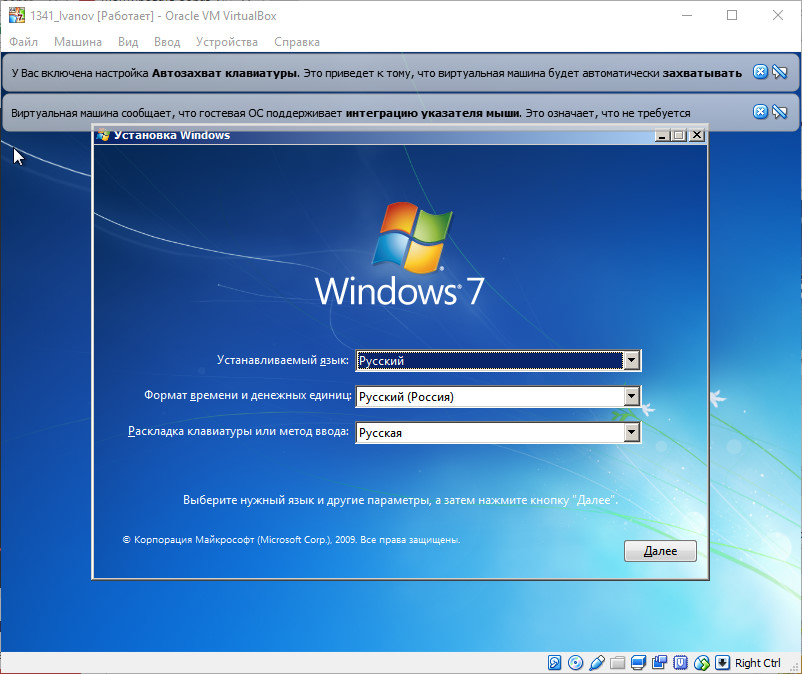 1341_Ivanov [Работает] - Oracle VM VirtualBox
Файл Машина Вид Ввод Устройства Справка
У Вас включена настройка Автозахват клавиатуры. Это приведет к тому, что виртуальная машина будет автоматически захватывать
Виртуальная машина сообщает, что гостевая ОС поддерживает интеграцию указателя мыши. Это означает, что не требуется
Установка Windows
Windows 7
Устанавливаемый язык: Русский
Формат времени и денежных единиц: Русский (Россия)
Раскладка клавиатуры или метод ввода: Русская
Выберите нужный язык и другие параметры, а затем нажмите кнопку "Далее".
© Корпорация Майкрософт (Microsoft Corp.), 2009. Все права защищены.
Далее
Right Ctrl